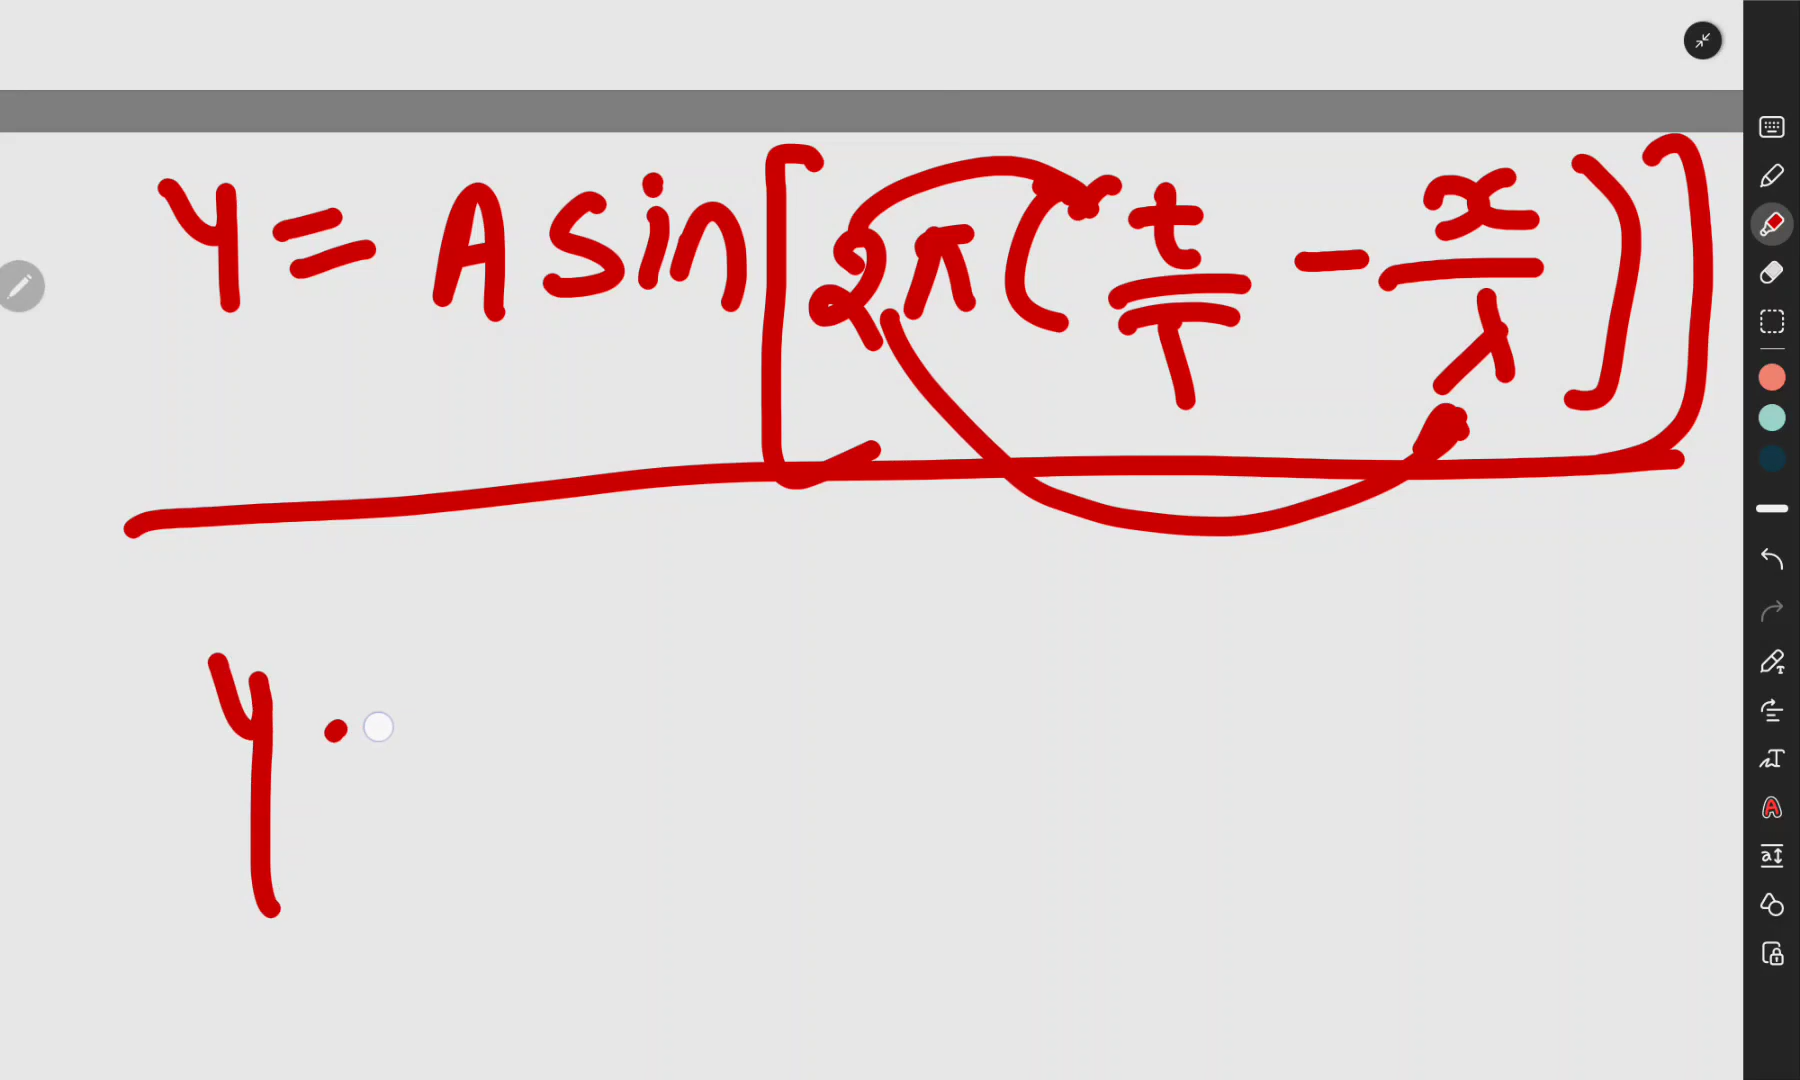 y = A sin [2π(t/T - x/λ)]
y